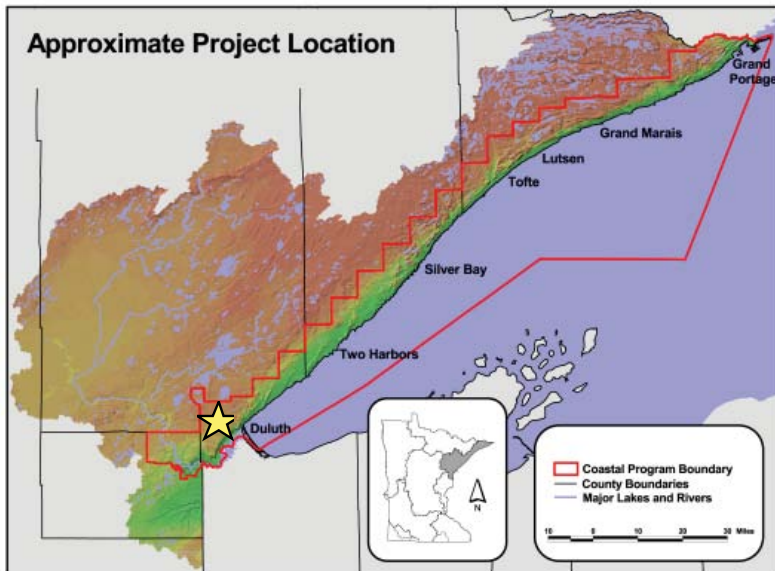 Approximate Project Location
Grand
Portage
Grand Marais
Lutsen
Tofte
Silver Bay
Two Harbors
Duluth
N
Coastal Program Boundary
County Boundaries
Major Lakes and Rivers
10 0 10 20 30 Miles